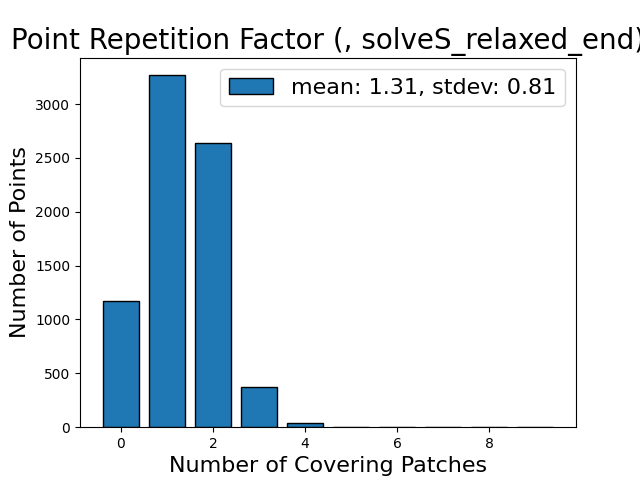 Point Repetition Factor (, solveS_relaxed_end)
mean: 1.31, stdev: 0.81
Number of Points
3000
2500
2000
1500
1000
500
0
0 2 4 6 8
Number of Covering Patches